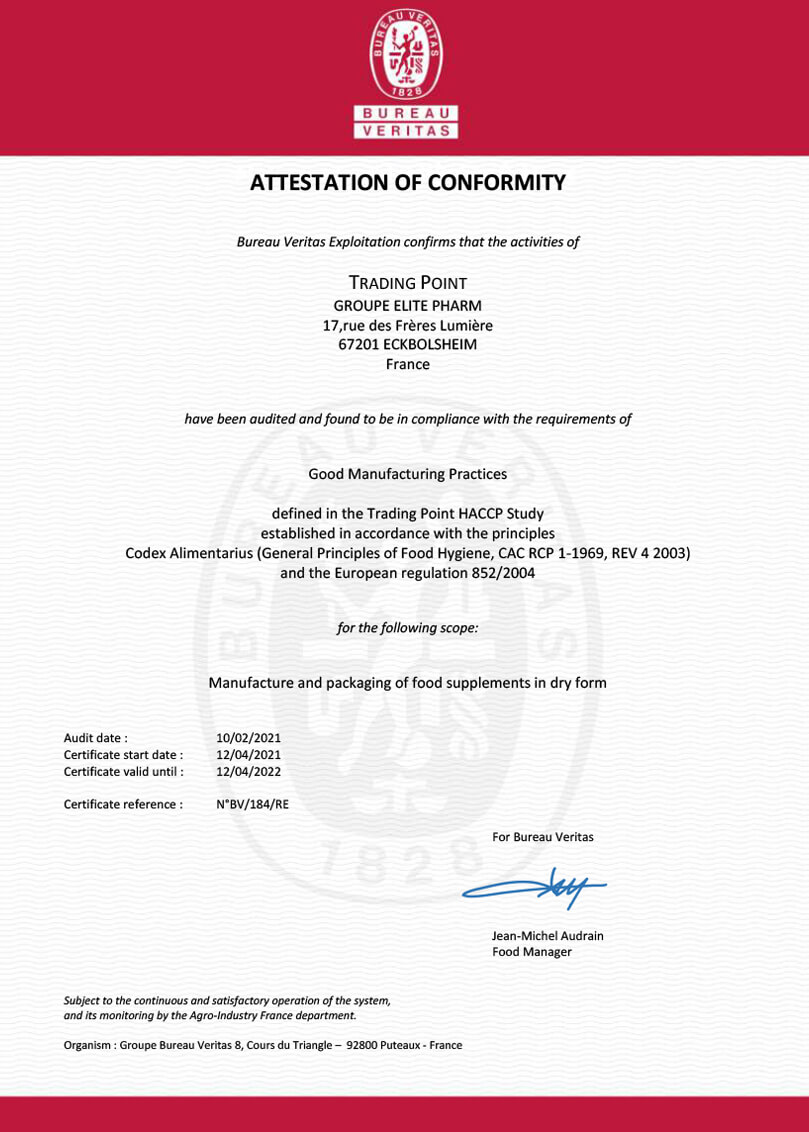 BUREAU VERITAS
1828
BUREAU
VERITAS
ATTESTATION OF CONFORMITY
Bureau Veritas Exploitation confirms that the activities of
TRADING POINT
GROUPE ELITE PHARM
17,rue des Frères Lumière
67201 ECKBOLSHEIM
France
have been audited and found to be in compliance with the requirements of
Good Manufacturing Practices
defined in the Trading Point HACCP Study
established in accordance with the principles
Codex Alimentarius (General Principles of Food Hygiene, CAC RCP 1-1969, REV 4 2003)
and the European regulation 852/2004
for the following scope:
Manufacture and packaging of food supplements in dry form
Audit date : 10/02/2021
Certificate start date : 12/04/2021
Certificate valid until : 12/04/2022
Certificate reference : N°BV/184/RE
For Bureau Veritas
Jean-Michel Audrain
Food Manager
Subject to the continuous and satisfactory operation of the system,
and its monitoring by the Agro-Industry France department.
Organism : Groupe Bureau Veritas 8, Cours du Triangle – 92800 Puteaux - France
BUREAU VERITAS
1828